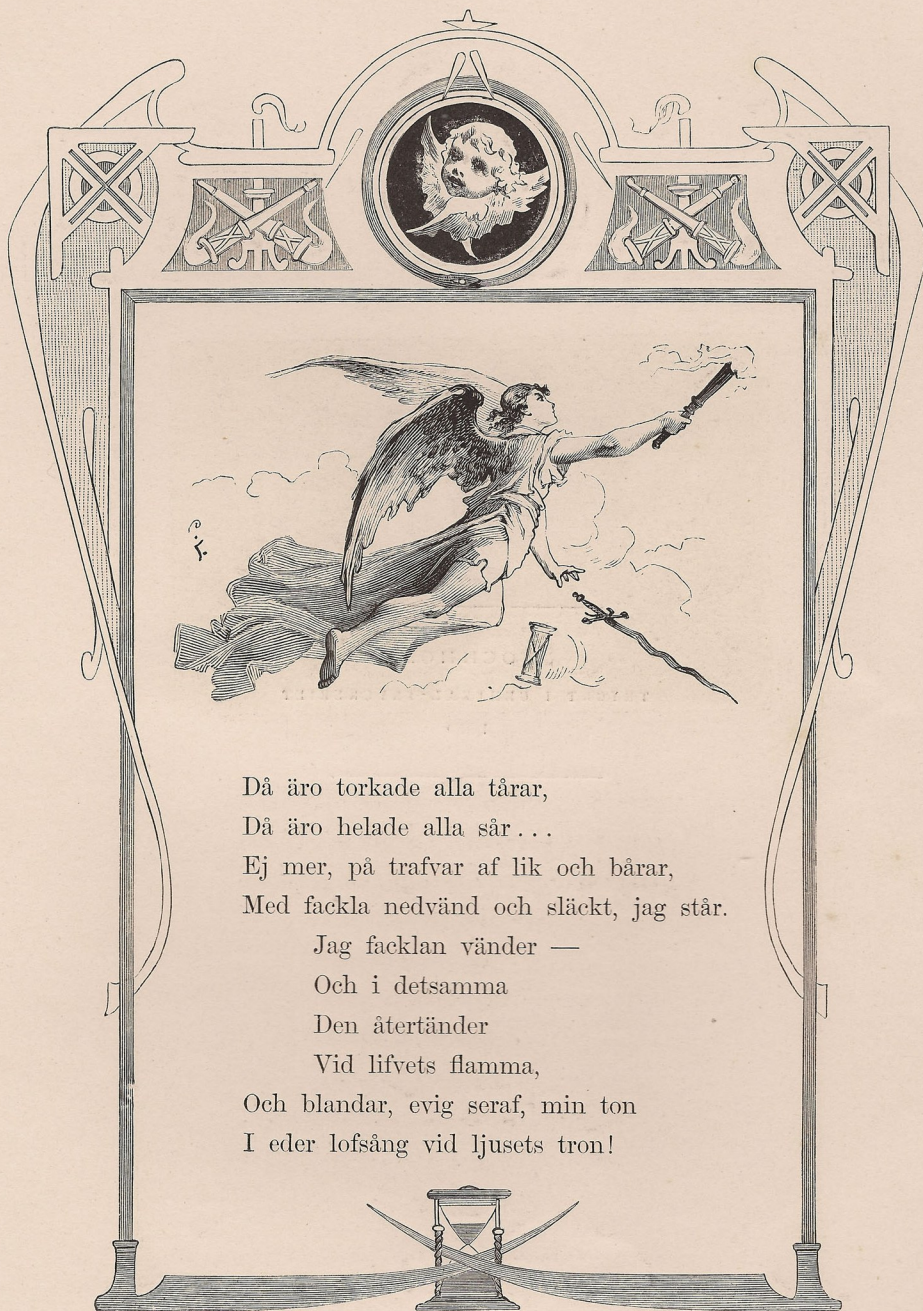 Då äro torkade alla tårar,
Då äro helade alla sår...
Ej mer, på trafvar af lik och bårar,
Med fackla nedvänd och släckt, jag står.
Jag facklan vänder —
Och i detsamma
Den återtänder
Vid lifvets flamma,
Och blandar, evig seraf, min ton
I eder lofsång vid ljusets tron!